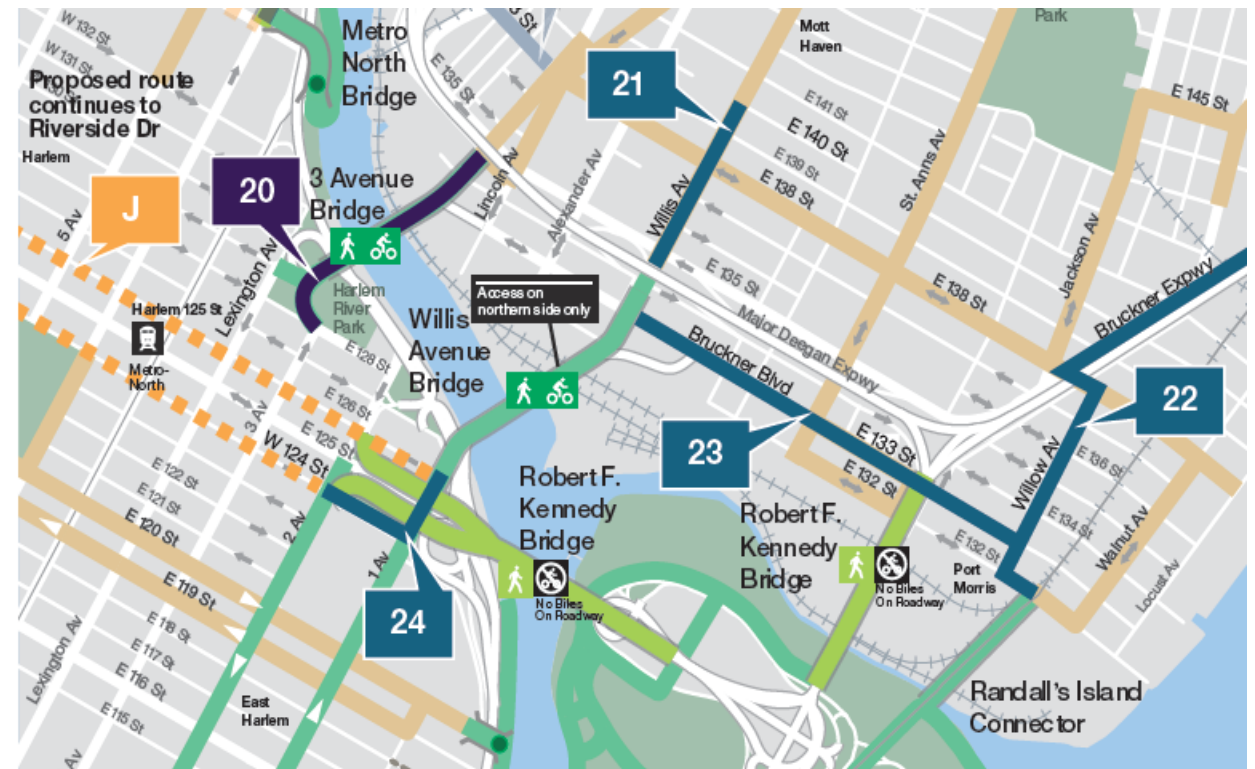 W 132 St
W 131 St
Proposed route
continues to
Riverside Dr
Harlem
J
5 Av
20
Metro
North
Bridge
3 Avenue
Bridge
E 135 St
Lincoln Av
Alexander Av
21
Willis Av
Mott
Haven
Park
E 141 St
E 140 St
E 139 St
E 138 St
St. Anns Av
E 145 St
Jackson Av
Harlem
River
Park
Lexington Av
Harlem 125 St
Metro-
North
Willis
Avenue
Bridge
Access on
northern side only
E 135 St
Major Deegan Expwy
E 138 St
Bruckner Expwy
Bruckner Blvd
E 128 St
E 126 St
E 125 St
3 Av
W 124 St
22
23
E 133 St
E 132 St
Willow Av
E 136 St
E 134 St
Walnut Av
E 132 St
Port
Morris
Locust Av
E 122 St
E 121 St
E 120 St
E 119 St
2 Av
1 Av
24
Robert F.
Kennedy
Bridge
No Bikes
On Roadway
Robert F.
Kennedy
Bridge
No Bikes
On Roadway
E 118 St
E 117 St
E 116 St
E 115 St
Lexington Av
East
Harlem
Randall's Island
Connector
Av